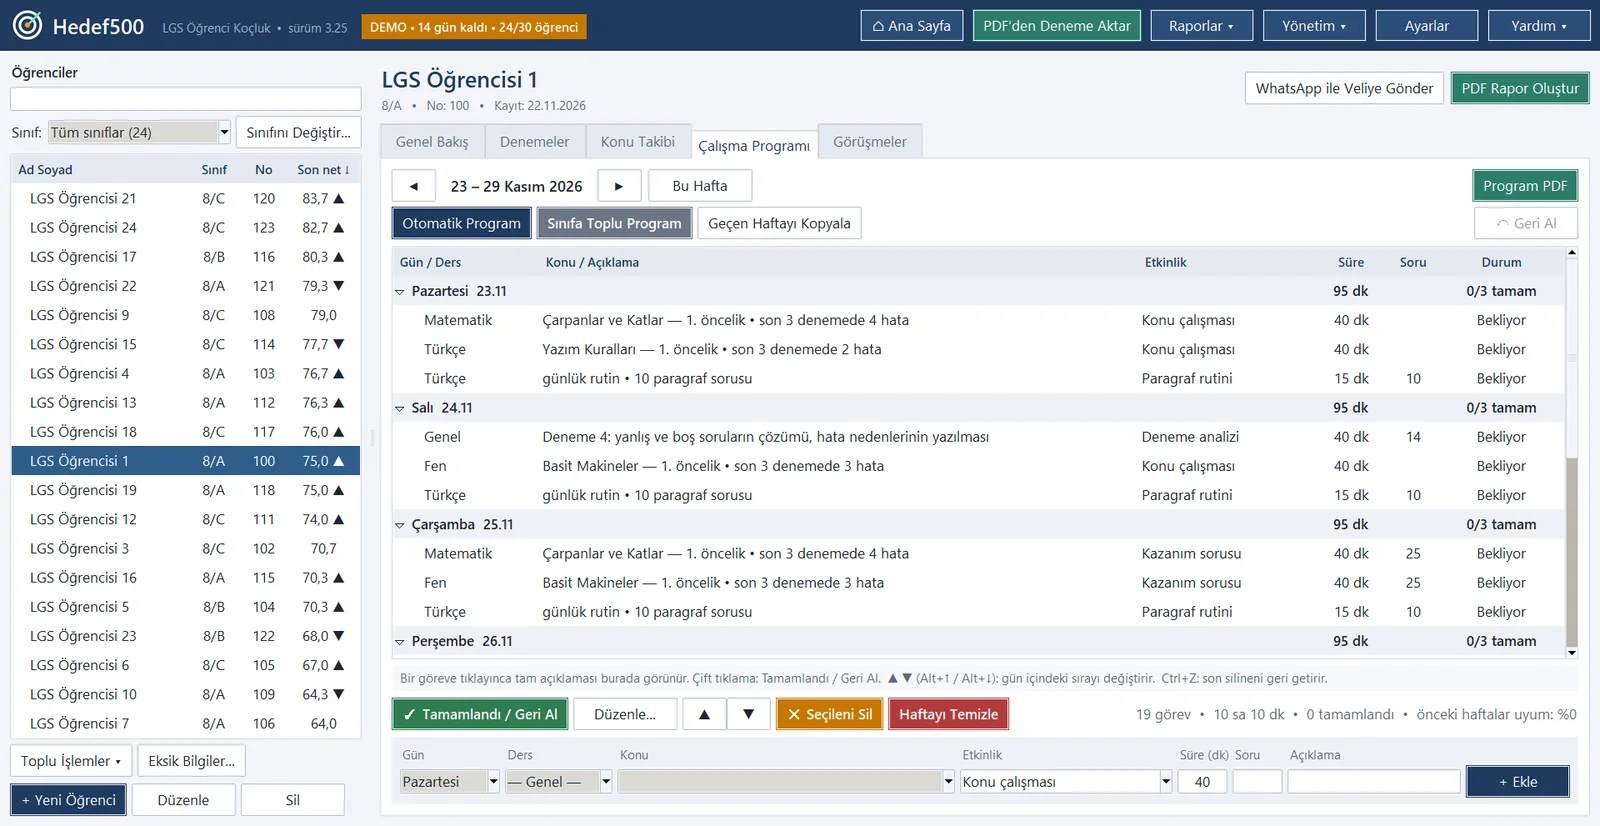 Hedef500 LGS Öğrenci Koçluk • sürüm 3.25 DEMO • 14 gün kaldı • 24/30 öğrenci
Ana Sayfa PDF'den Deneme Aktar Raporlar ▾ Yönetim ▾ Ayarlar Yardım ▾
Öğrenciler
Sınıf: Tüm sınıflar (24) Sınıfını Değiştir...
Ad Soyad Sınıf No Son net ↓
LGS Öğrencisi 21 8/C 120 83,7 ▲
LGS Öğrencisi 24 8/C 123 82,7 ▲
LGS Öğrencisi 17 8/B 116 80,3 ▲
LGS Öğrencisi 22 8/A 121 79,3 ▼
LGS Öğrencisi 9 8/C 108 79,0
LGS Öğrencisi 15 8/C 114 77,7 ▼
LGS Öğrencisi 4 8/A 103 76,7 ▲
LGS Öğrencisi 13 8/A 112 76,3 ▲
LGS Öğrencisi 18 8/C 117 76,0 ▲
LGS Öğrencisi 1 8/A 100 75,0 ▲
LGS Öğrencisi 19 8/A 118 75,0 ▲
LGS Öğrencisi 12 8/C 111 74,0 ▲
LGS Öğrencisi 3 8/C 102 70,7
LGS Öğrencisi 16 8/A 115 70,3 ▲
LGS Öğrencisi 5 8/B 104 70,3 ▲
LGS Öğrencisi 23 8/B 122 68,0 ▼
LGS Öğrencisi 6 8/C 105 67,0 ▲
LGS Öğrencisi 10 8/A 109 64,3 ▼
LGS Öğrencisi 7 8/A 106 64,0
Toplu İşlemler ▾ Eksik Bilgiler...
+ Yeni Öğrenci Düzenle Sil
LGS Öğrencisi 1
8/A • No: 100 • Kayıt: 22.11.2026
WhatsApp ile Veliye Gönder PDF Rapor Oluştur
Genel Bakış Denemeler Konu Takibi Çalışma Programı Görüşmeler
◄ 23 – 29 Kasım 2026 ► Bu Hafta Program PDF
Otomatik Program Sınıfa Toplu Program Geçen Haftayı Kopyala ↶ Geri Al
Gün / Ders Konu / Açıklama Etkinlik Süre Soru Durum
Pazartesi 23.11 95 dk 0/3 tamam
Matematik Çarpanlar ve Katlar — 1. öncelik • son 3 denemede 4 hata Konu çalışması 40 dk Bekliyor
Türkçe Yazım Kuralları — 1. öncelik • son 3 denemede 2 hata Konu çalışması 40 dk Bekliyor
Türkçe günlük rutin • 10 paragraf sorusu Paragraf rutini 15 dk 10 Bekliyor
Salı 24.11 95 dk 0/3 tamam
Genel Deneme 4: yanlış ve boş soruların çözümü, hata nedenlerinin yazılması Deneme analizi 40 dk 14 Bekliyor
Fen Basit Makineler — 1. öncelik • son 3 denemede 3 hata Konu çalışması 40 dk Bekliyor
Türkçe günlük rutin • 10 paragraf sorusu Paragraf rutini 15 dk 10 Bekliyor
Çarşamba 25.11 95 dk 0/3 tamam
Matematik Çarpanlar ve Katlar — 1. öncelik • son 3 denemede 4 hata Kazanım sorusu 40 dk 25 Bekliyor
Fen Basit Makineler — 1. öncelik • son 3 denemede 3 hata Kazanım sorusu 40 dk 25 Bekliyor
Türkçe günlük rutin • 10 paragraf sorusu Paragraf rutini 15 dk 10 Bekliyor
Perşembe 26.11 95 dk 0/3 tamam
Bir göreve tıklayınca tam açıklaması burada görünür. Çift tıklama: Tamamlandı / Geri Al. ▲ ▼ (Alt+↑ / Alt+↓): gün içindeki sırayı değiştirir. Ctrl+Z: son silineni geri getirir.
✓ Tamamlandı / Geri Al Düzenle... ▲ ▼ ✕ Seçileni Sil Haftayı Temizle 19 görev • 10 sa 10 dk • 0 tamamlandı • önceki haftalar uyum: %0
Gün Ders Konu Etkinlik Süre (dk) Soru Açıklama
Pazartesi — Genel — Konu çalışması 40 + Ekle